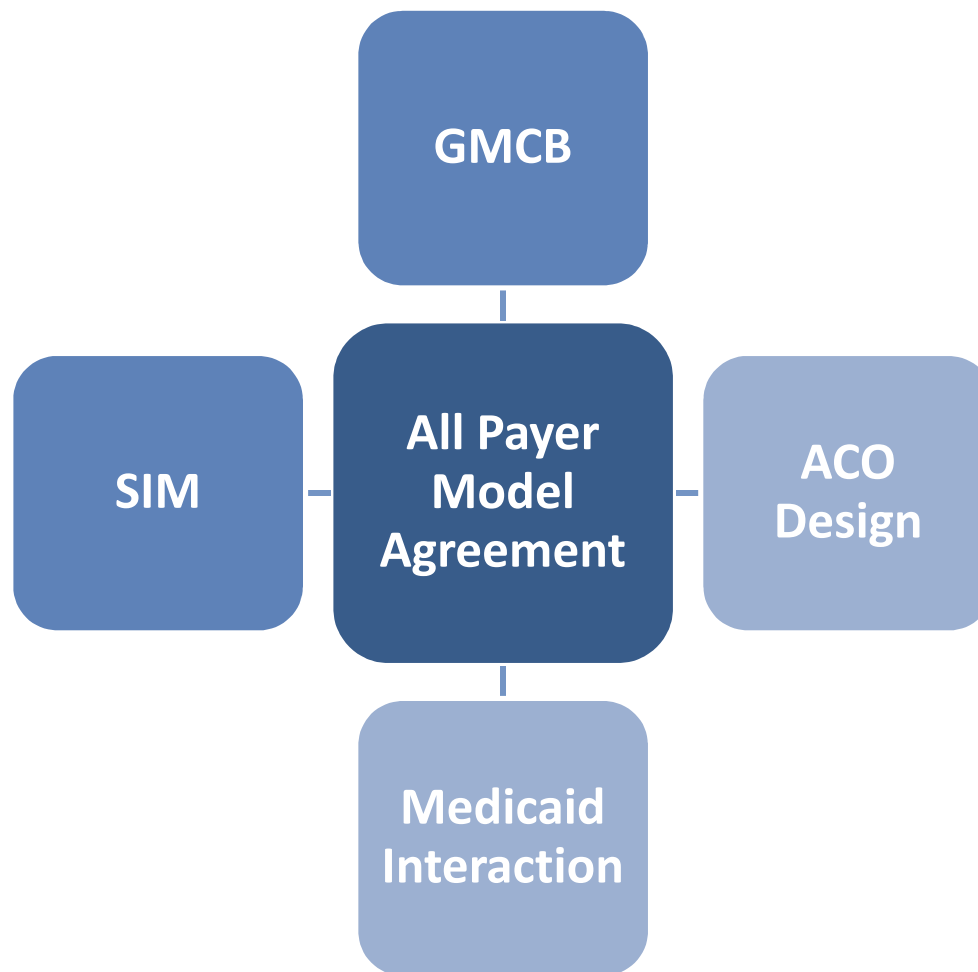 GMCB
SIM
All Payer
Model
Agreement
ACO
Design
Medicaid
Interaction